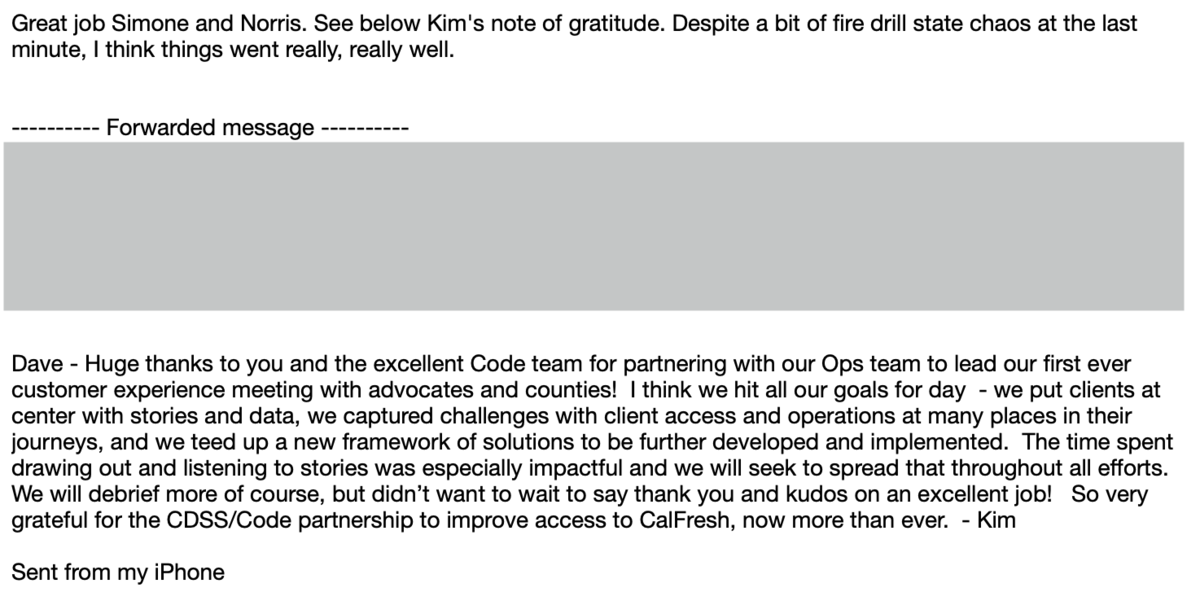 Great job Simone and Norris. See below Kim's note of gratitude. Despite a bit of fire drill state chaos at the last
minute, I think things went really, really well.
---------- Forwarded message ----------
Dave - Huge thanks to you and the excellent Code team for partnering with our Ops team to lead our first ever
customer experience meeting with advocates and counties!  I think we hit all our goals for day  - we put clients at
center with stories and data, we captured challenges with client access and operations at many places in their
journeys, and we teed up a new framework of solutions to be further developed and implemented.  The time spent
drawing out and listening to stories was especially impactful and we will seek to spread that throughout all efforts.
We will debrief more of course, but didn’t want to wait to say thank you and kudos on an excellent job!   So very
grateful for the CDSS/Code partnership to improve access to CalFresh, now more than ever.  - Kim
Sent from my iPhone